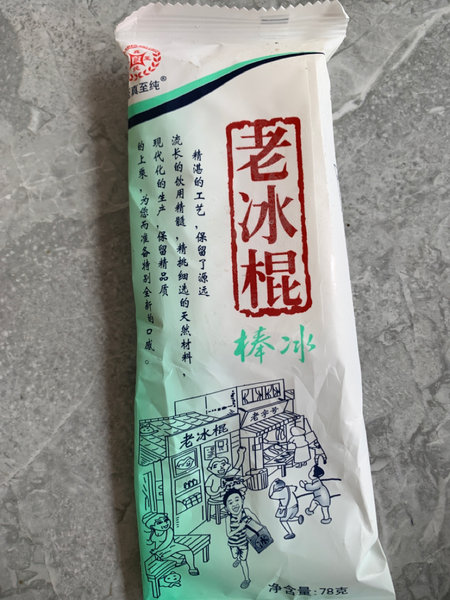 真至纯®
老冰棍
棒冰
精湛的工艺，保留了源远
流长的饮用精髓，精挑细选的天然材料，
现代化的生产，保留精品质
的上乘，为您而准备特别全新的口感。
老冰棍
老字号
净含量:78克